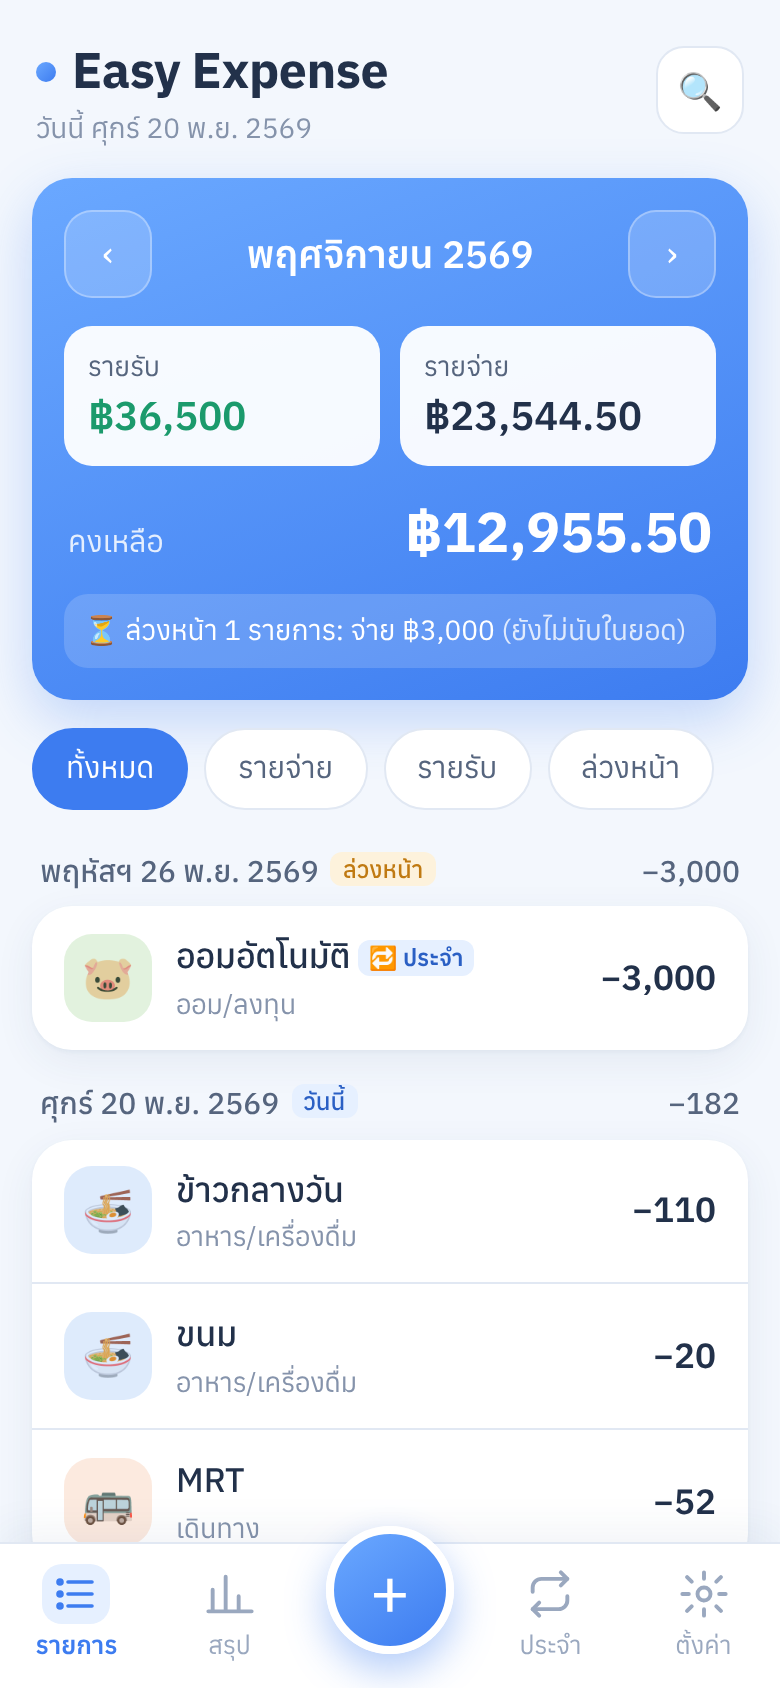 Easy Expense
วันนี้ ศุกร์ 20 พ.ย. 2569
‹ พฤศจิกายน 2569 ›
รายรับ
฿36,500
รายจ่าย
฿23,544.50
คงเหลือ
฿12,955.50
⏳ ล่วงหน้า 1 รายการ: จ่าย ฿3,000 (ยังไม่นับในยอด)
ทั้งหมด รายจ่าย รายรับ ล่วงหน้า
พฤหัสฯ 26 พ.ย. 2569 ล่วงหน้า −3,000
ออมอัตโนมัติ 🔁 ประจำ
ออม/ลงทุน
−3,000
ศุกร์ 20 พ.ย. 2569 วันนี้ −182
ข้าวกลางวัน
อาหาร/เครื่องดื่ม
−110
ขนม
อาหาร/เครื่องดื่ม
−20
MRT
เดินทาง
−52
+
รายการ สรุป ประจำ ตั้งค่า